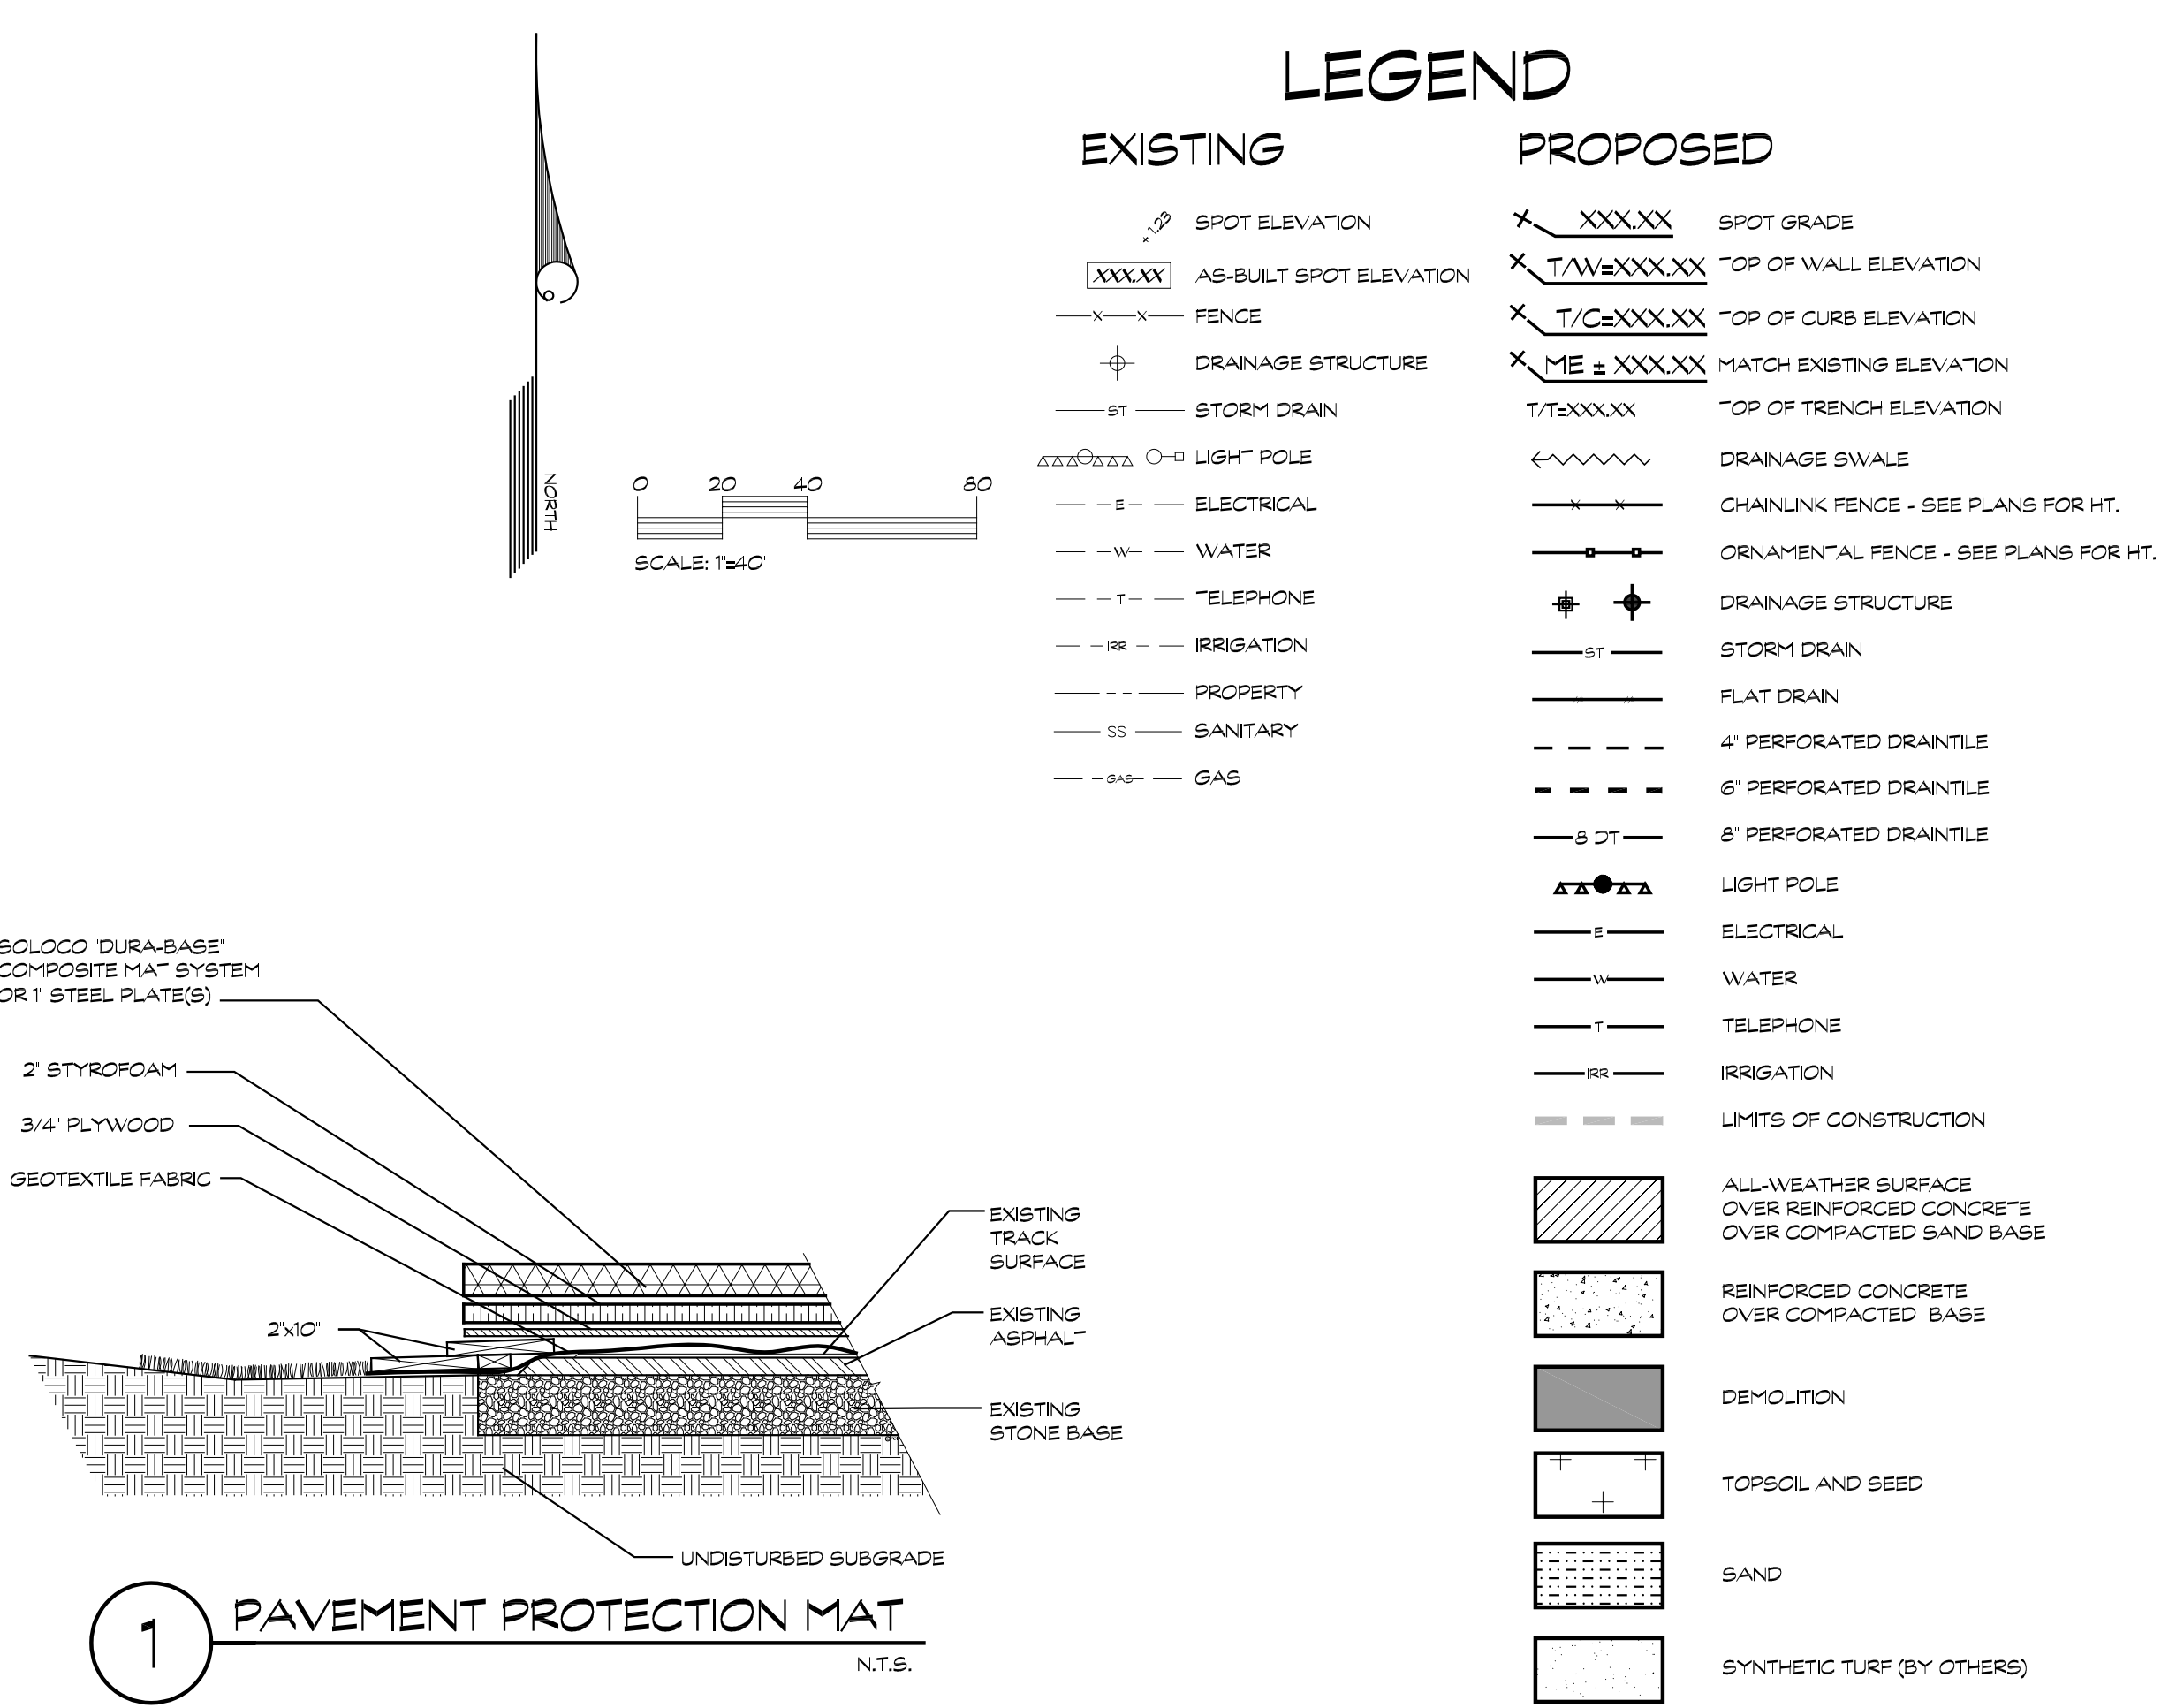 LEGEND
EXISTING
+1.23 SPOT ELEVATION
XXX.XX AS-BUILT SPOT ELEVATION
X X FENCE
DRAINAGE STRUCTURE
ST STORM DRAIN
LIGHT POLE
E ELECTRICAL
W WATER
T TELEPHONE
IRR IRRIGATION
PROPERTY
SS SANITARY
GAS GAS
PROPOSED
XXX.XX SPOT GRADE
T/W=XXX.XX TOP OF WALL ELEVATION
T/C=XXX.XX TOP OF CURB ELEVATION
ME ± XXX.XX MATCH EXISTING ELEVATION
T/T=XXX.XX TOP OF TRENCH ELEVATION
DRAINAGE SWALE
X X CHAINLINK FENCE - SEE PLANS FOR HT.
ORNAMENTAL FENCE - SEE PLANS FOR HT.
DRAINAGE STRUCTURE
ST STORM DRAIN
FLAT DRAIN
4" PERFORATED DRAINTILE
6" PERFORATED DRAINTILE
8 DT 8" PERFORATED DRAINTILE
LIGHT POLE
E ELECTRICAL
W WATER
T TELEPHONE
IRR IRRIGATION
LIMITS OF CONSTRUCTION
ALL-WEATHER SURFACE
OVER REINFORCED CONCRETE
OVER COMPACTED SAND BASE
REINFORCED CONCRETE
OVER COMPACTED BASE
DEMOLITION
TOPSOIL AND SEED
SAND
SYNTHETIC TURF (BY OTHERS)
NORTH
0 20 40 80
SCALE: 1"=40'
SOLOCO "DURA-BASE"
COMPOSITE MAT SYSTEM
OR 1" STEEL PLATE(S)
2" STYROFOAM
3/4" PLYWOOD
GEOTEXTILE FABRIC
2"x10"
EXISTING
TRACK
SURFACE
EXISTING
ASPHALT
EXISTING
STONE BASE
UNDISTURBED SUBGRADE
1 PAVEMENT PROTECTION MAT
N.T.S.